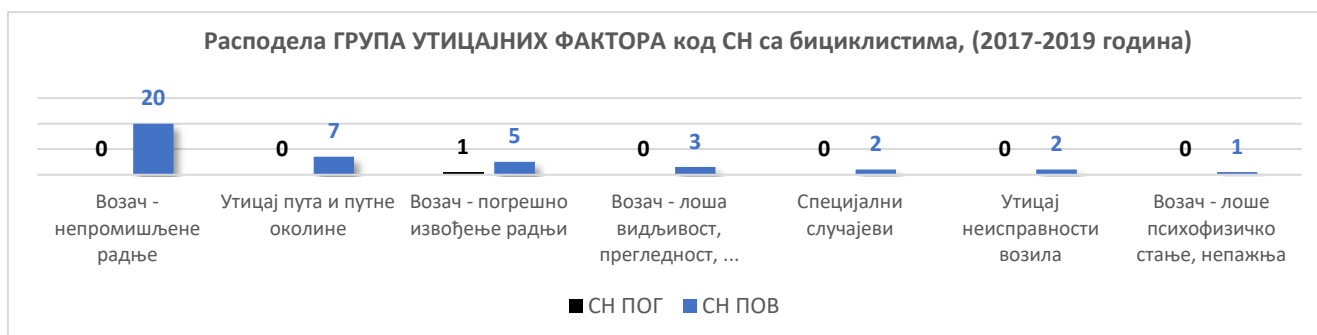 Расподела ГРУПА УТИЦАЈНИХ ФАКТОРА код СН са бициклистима, (2017-2019 година)
0 20 0 7 1 5 0 3 0 2 0 2 0 1
Возач -
непромишљене
радње
Утицај пута и путне
околине
Возач - погрешно
извођење радњи
Возач - лоша
видљивост,
прегледност, ...
Специјални
случајеви
Утицај
неисправности
возила
Возач - лоше
психофизичко
стање, непажња
СН ПОГ СН ПОВ